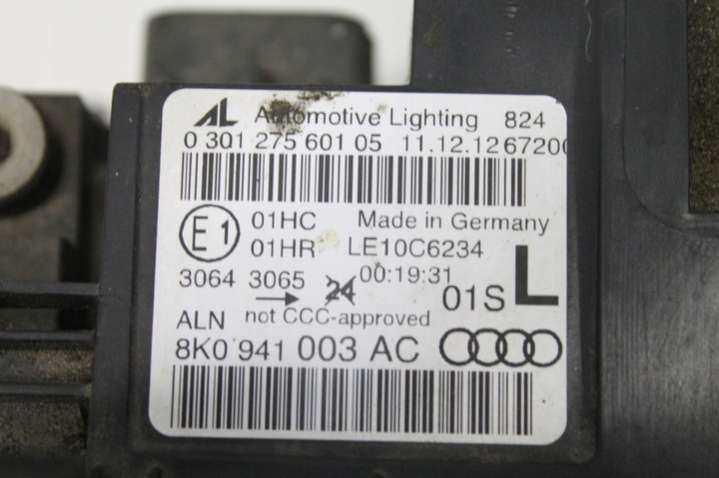 AL Automotive Lighting 824
0 301 275 601 05 11.12.12 67200
E1 01HC Made in Germany
01HR LE10C6234
3064 3065 24 00:19:31
01S L
ALN not CCC-approved
8K0 941 003 AC